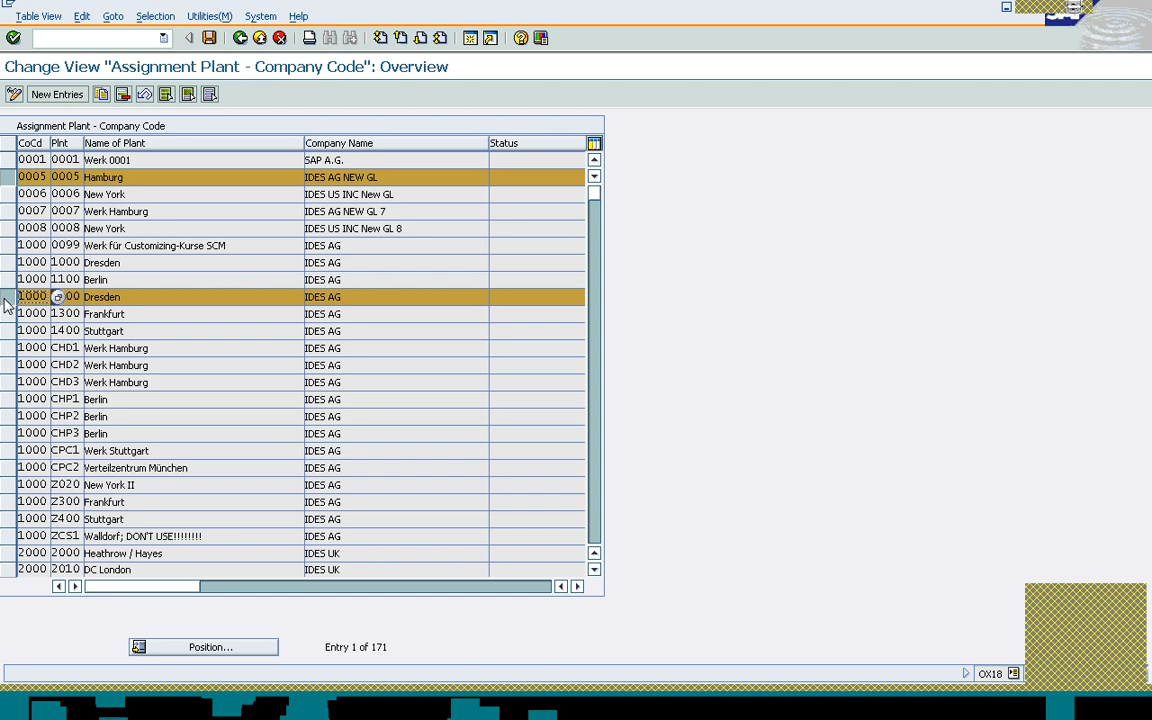 Table View Edit Goto Selection Utilities(M) System Help
Change View "Assignment Plant - Company Code": Overview
New Entries
Assignment Plant - Company Code
CoCd Plnt Name of Plant Company Name Status
0001 0001 Werk 0001 SAP A.G.
0005 0005 Hamburg IDES AG NEW GL
0006 0006 New York IDES US INC New GL
0007 0007 Werk Hamburg IDES AG NEW GL 7
0008 0008 New York IDES US INC New GL 8
1000 0099 Werk für Customizing-Kurse SCM IDES AG
1000 1000 Dresden IDES AG
1000 1100 Berlin IDES AG
1000 00 Dresden IDES AG
1000 1300 Frankfurt IDES AG
1000 1400 Stuttgart IDES AG
1000 CHD1 Werk Hamburg IDES AG
1000 CHD2 Werk Hamburg IDES AG
1000 CHD3 Werk Hamburg IDES AG
1000 CHP1 Berlin IDES AG
1000 CHP2 Berlin IDES AG
1000 CHP3 Berlin IDES AG
1000 CPC1 Werk Stuttgart IDES AG
1000 CPC2 Verteilzentrum München IDES AG
1000 Z020 New York II IDES AG
1000 Z300 Frankfurt IDES AG
1000 Z400 Stuttgart IDES AG
1000 ZCS1 Walldorf; DON'T USE!!!!!!!! IDES AG
2000 2000 Heathrow / Hayes IDES UK
2000 2010 DC London IDES UK
Position... Entry 1 of 171
OX18